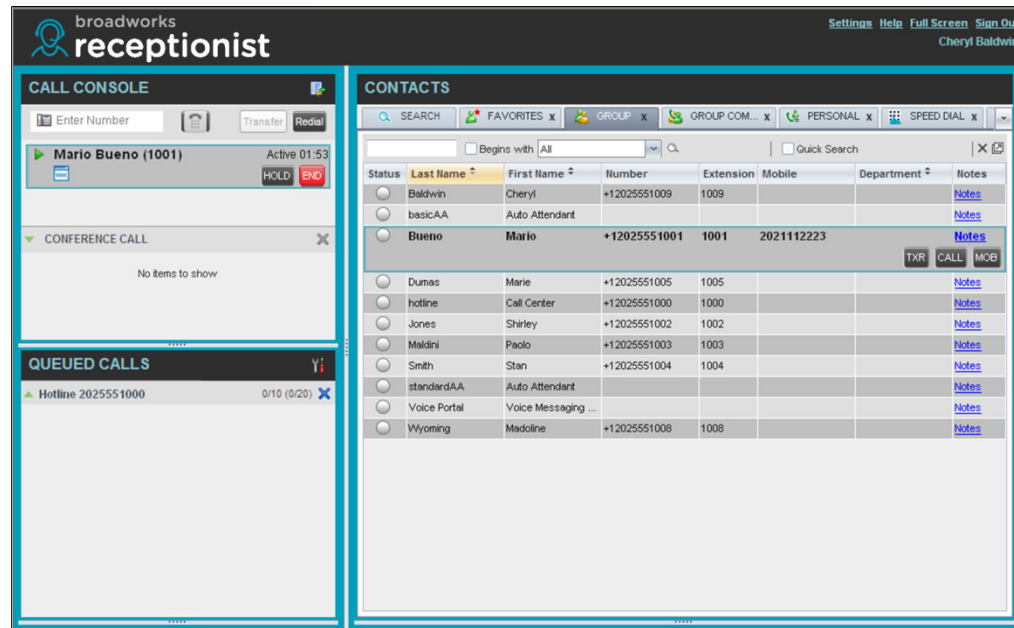 broadworks
receptionist
Settings Help Full Screen Sign Ou
Cheryl Baldwin
CALL CONSOLE
Enter Number Transfer Redial
Mario Bueno (1001) Active 01:53
HOLD END
CONFERENCE CALL
No items to show
QUEUED CALLS
Hotline 2025551000 0/10 (0/20)
CONTACTS
SEARCH FAVORITES x GROUP x GROUP COM... x PERSONAL x SPEED DIAL x
Begins with All Quick Search
Status Last Name First Name Number Extension Mobile Department Notes
Baldwin Cheryl +12025551009 1009 Notes
basicAA Auto Attendant Notes
Bueno Mario +12025551001 1001 2021112223 Notes
TXR CALL MOB
Dumas Marie +12025551005 1005 Notes
hotline Call Center +12025551000 1000 Notes
Jones Shirley +12025551002 1002 Notes
Maldini Paolo +12025551003 1003 Notes
Smith Stan +12025551004 1004 Notes
standardAA Auto Attendant Notes
Voice Portal Voice Messaging ... Notes
Wyoming Madoline +12025551008 1008 Notes